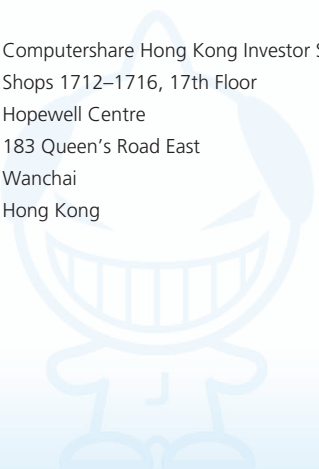 Computershare Hong Kong Investor
Shops 1712–1716, 17th Floor
Hopewell Centre
183 Queen’s Road East
Wanchai
Hong Kong
J